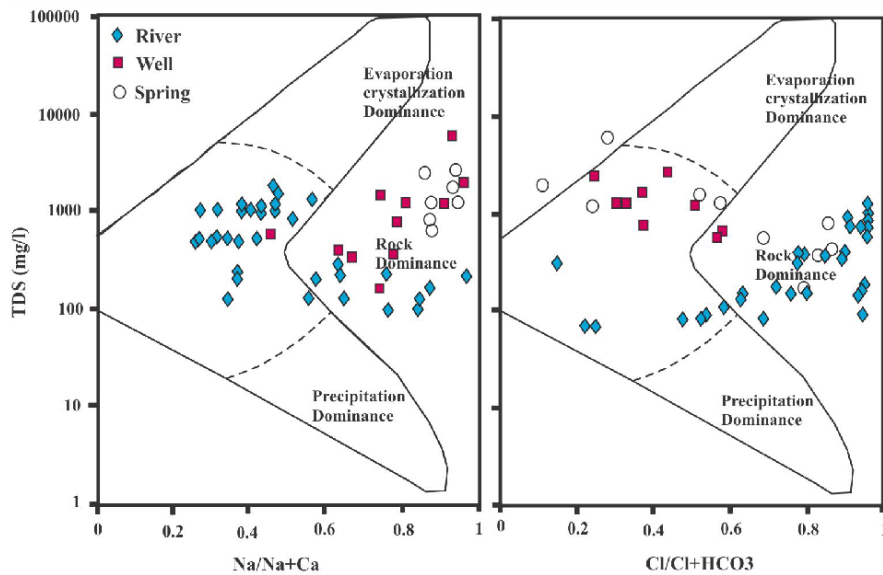 100000
10000
1000
100
10
1
TDS (mg/l)
River
Well
Spring
Evaporation
crystallzation
Dominance
Rock
Dominance
Precipitation
Dominance
0
0.2
0.4
0.6
0.8
1
Na/Na+Ca
Evaporation
crystallization
Dominance
Rock
Dominance
Precipitation
Dominance
0
0.2
0.4
0.6
0.8
1
Cl/Cl+HCO3